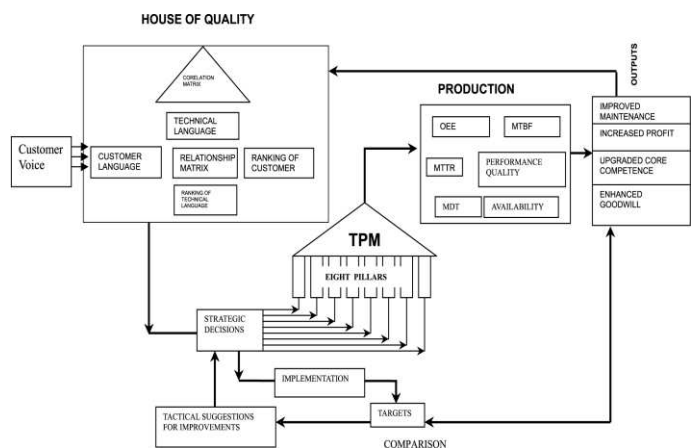 HOUSE OF QUALITY
CORELATION
MATRIX
TECHNICAL
LANGUAGE
Customer
Voice
CUSTOMER
LANGUAGE
RELATIONSHIP
MATRIX
RANKING OF
CUSTOMER
RANKING OF
TECHNICAL
LANGUAGE
PRODUCTION
OEE
MTBF
MTTR
PERFORMANCE
QUALITY
MDT
AVAILABILITY
OUTPUTS
IMPROVED
MAINTENANCE
INCREASED PROFIT
UPGRADED CORE
COMPETENCE
ENHANCED
GOODWILL
TPM
EIGHT PILLARS
STRATEGIC
DECISIONS
IMPLEMENTATION
TARGETS
TACTICAL SUGGESTIONS
FOR IMPROVEMENTS
COMPARISON